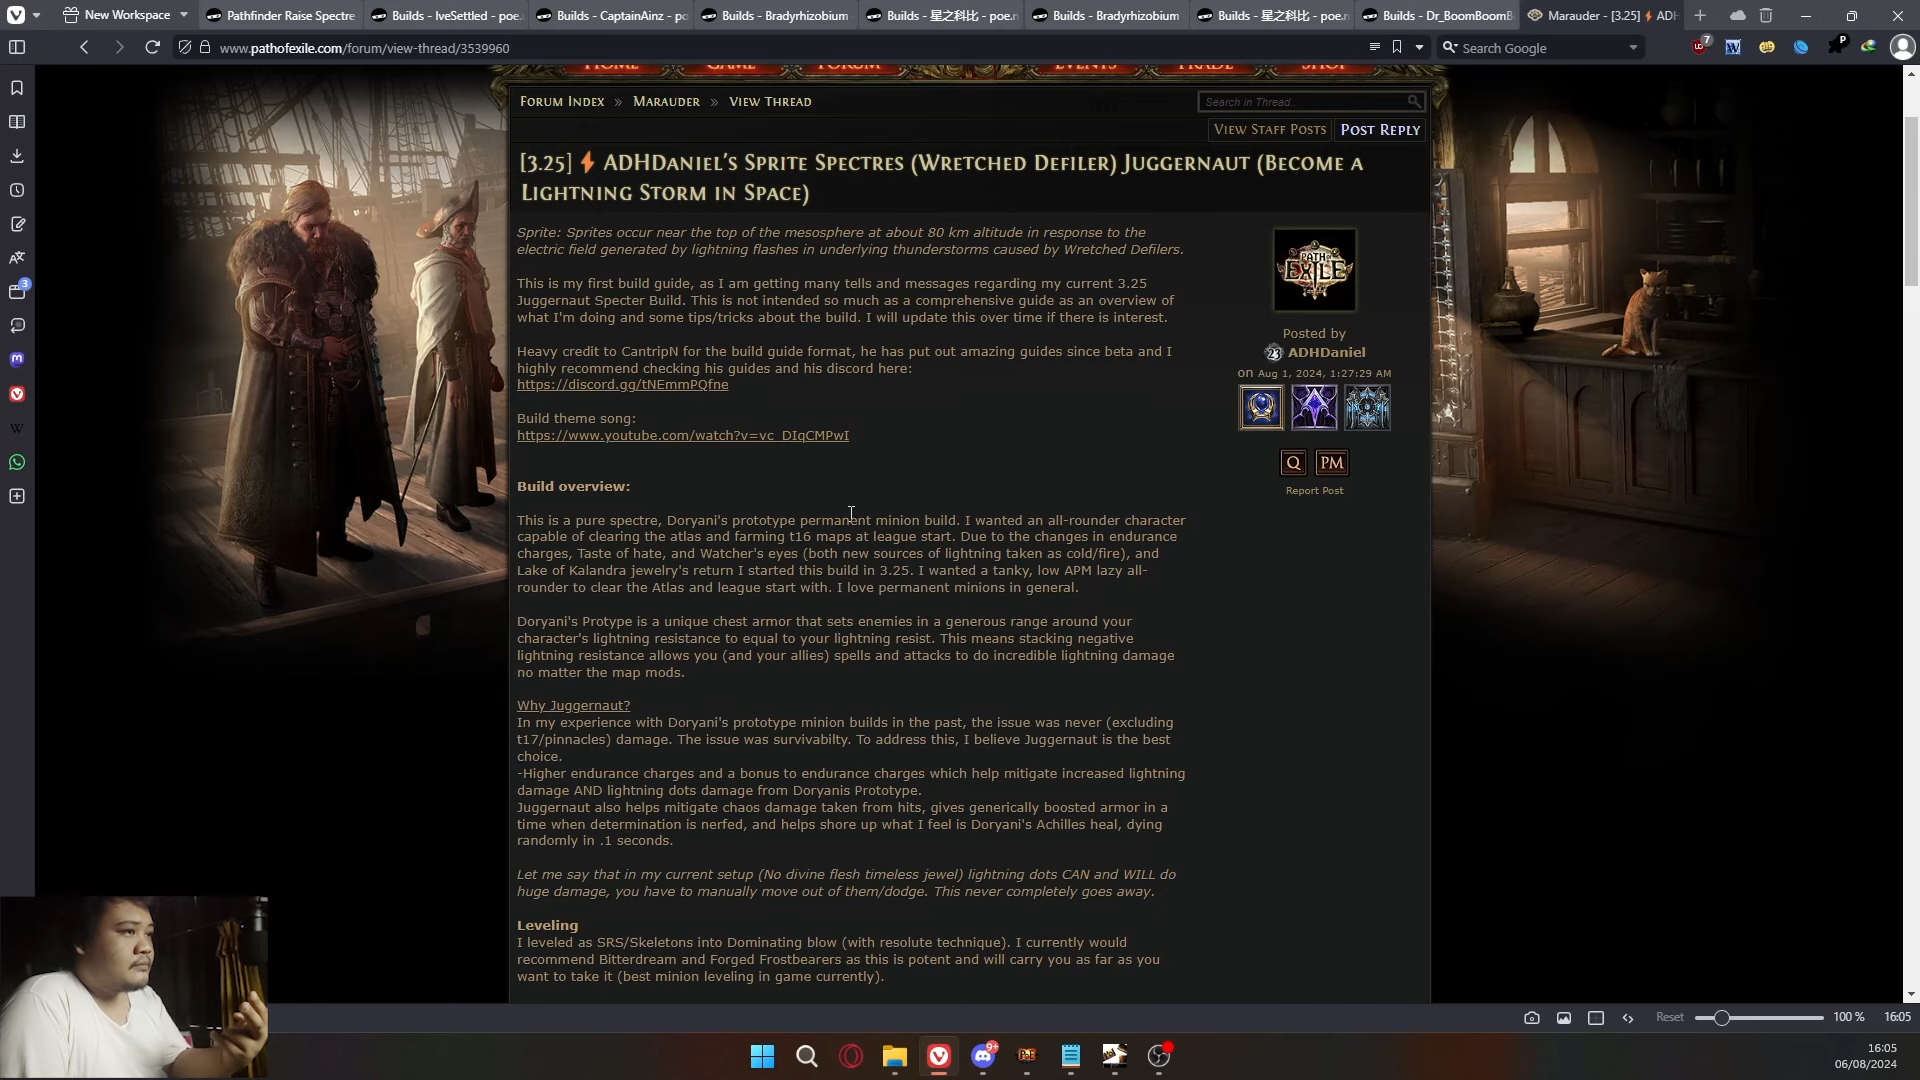 New Workspace
Pathfinder Raise Spectre
Builds - IveSettled - poe.
Builds - CaptainAinz - po
Builds - Bradyrhizobium
Builds - 星之科比 - poe.n
Builds - Bradyrhizobium
Builds - 星之科比 - poe.n
Builds - Dr_BoomBoomB
Marauder - [3.25] ⚡ ADH
www.pathofexile.com/forum/view-thread/3539960
Search Google
7
P
3
HOME
GAME
FORUM
EVENTS
TRADE
SHOP
Forum Index » Marauder » View Thread
Search in Thread...
View Staff Posts
Post Reply
[3.25] ⚡ ADHDaniel's Sprite Spectres (Wretched Defiler) Juggernaut (Become a
Lightning Storm in Space)
Sprite: Sprites occur near the top of the mesosphere at about 80 km altitude in response to the
electric field generated by lightning flashes in underlying thunderstorms caused by Wretched Defilers.
This is my first build guide, as I am getting many tells and messages regarding my current 3.25
Juggernaut Specter Build. This is not intended so much as a comprehensive guide as an overview of
what I'm doing and some tips/tricks about the build. I will update this over time if there is interest.
Heavy credit to CantripN for the build guide format, he has put out amazing guides since beta and I
highly recommend checking his guides and his discord here:
https://discord.gg/tNEmmPQfne
Build theme song:
https://www.youtube.com/watch?v=vc_DIqCMPwI
PATH OF EXILE
Posted by
23 ADHDaniel
on Aug 1, 2024, 1:27:29 AM
Q
PM
Report Post
Build overview:
This is a pure spectre, Doryani's prototype permanent minion build. I wanted an all-rounder character
capable of clearing the atlas and farming t16 maps at league start. Due to the changes in endurance
charges, Taste of hate, and Watcher's eyes (both new sources of lightning taken as cold/fire), and
Lake of Kalandra jewelry's return I started this build in 3.25. I wanted a tanky, low APM lazy all-
rounder to clear the Atlas and league start with. I love permanent minions in general.
Doryani's Protype is a unique chest armor that sets enemies in a generous range around your
character's lightning resistance to equal to your lightning resist. This means stacking negative
lightning resistance allows you (and your allies) spells and attacks to do incredible lightning damage
no matter the map mods.
Why Juggernaut?
In my experience with Doryani's prototype minion builds in the past, the issue was never (excluding
t17/pinnacles) damage. The issue was survivabilty. To address this, I believe Juggernaut is the best
choice.
-Higher endurance charges and a bonus to endurance charges which help mitigate increased lightning
damage AND lightning dots damage from Doryanis Prototype.
Juggernaut also helps mitigate chaos damage taken from hits, gives generically boosted armor in a
time when determination is nerfed, and helps shore up what I feel is Doryani's Achilles heal, dying
randomly in .1 seconds.
Let me say that in my current setup (No divine flesh timeless jewel) lightning dots CAN and WILL do
huge damage, you have to manually move out of them/dodge. This never completely goes away.
Leveling
I leveled as SRS/Skeletons into Dominating blow (with resolute technique). I currently would
recommend Bitterdream and Forged Frostbearers as this is potent and will carry you as far as you
want to take it (best minion leveling in game currently).
Reset
100 %
16:05
9+
16:05
06/08/2024